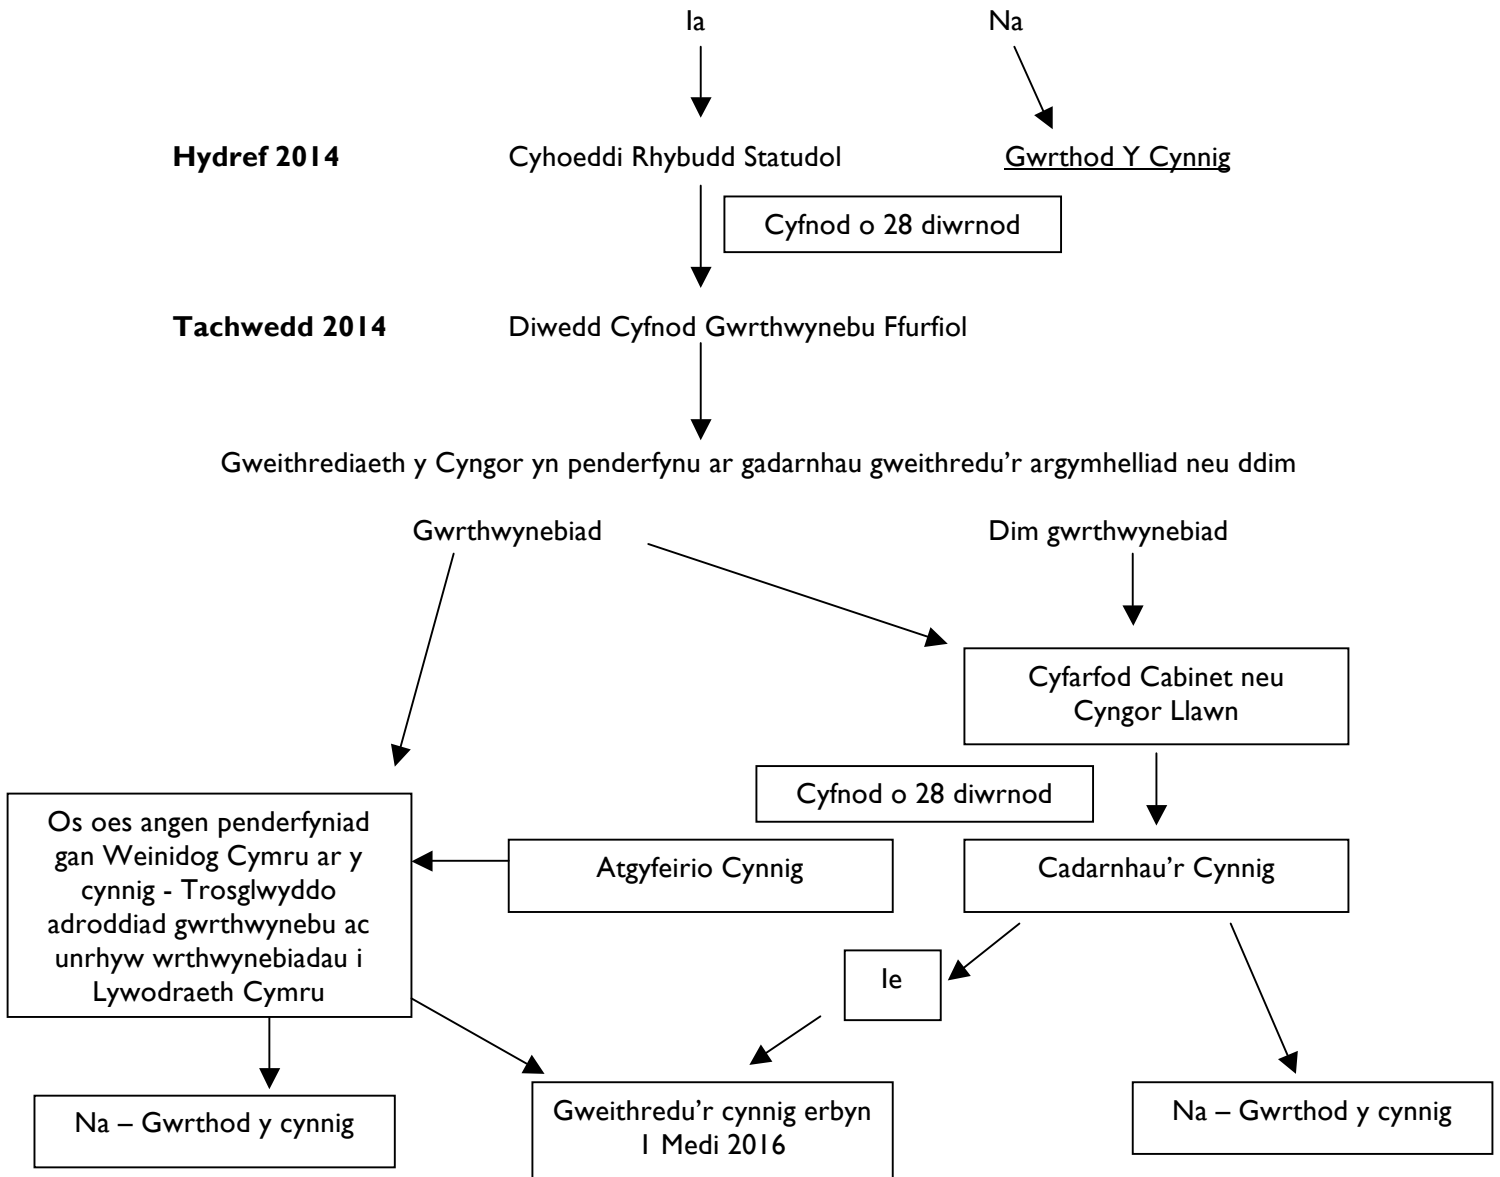 Ia
Na
Hydref 2014
Cyhoeddi Rhybudd Statudol
Gwrthod Y Cynnig
Cyfnod o 28 diwrnod
Tachwedd 2014
Diwedd Cyfnod Gwrthwynebu Ffurfiol
Gweithrediaeth y Cyngor yn penderfynu ar gadarnhau gweithredu'r argymhelliad neu ddim
Gwrthwynebiad
Dim gwrthwynebiad
Cyfarfod Cabinet neu
Cyngor Llawn
Cyfnod o 28 diwrnod
Os oes angen penderfyniad
gan Weinidog Cymru ar y
cynnig - Trosglwyddo
adroddiad gwrthwynebu ac
unrhyw wrthwynebiadau i
Lywodraeth Cymru
Atgyfeirio Cynnig
Cadarnhau'r Cynnig
Ie
Na – Gwrthod y cynnig
Gweithredu'r cynnig erbyn
1 Medi 2016
Na – Gwrthod y cynnig